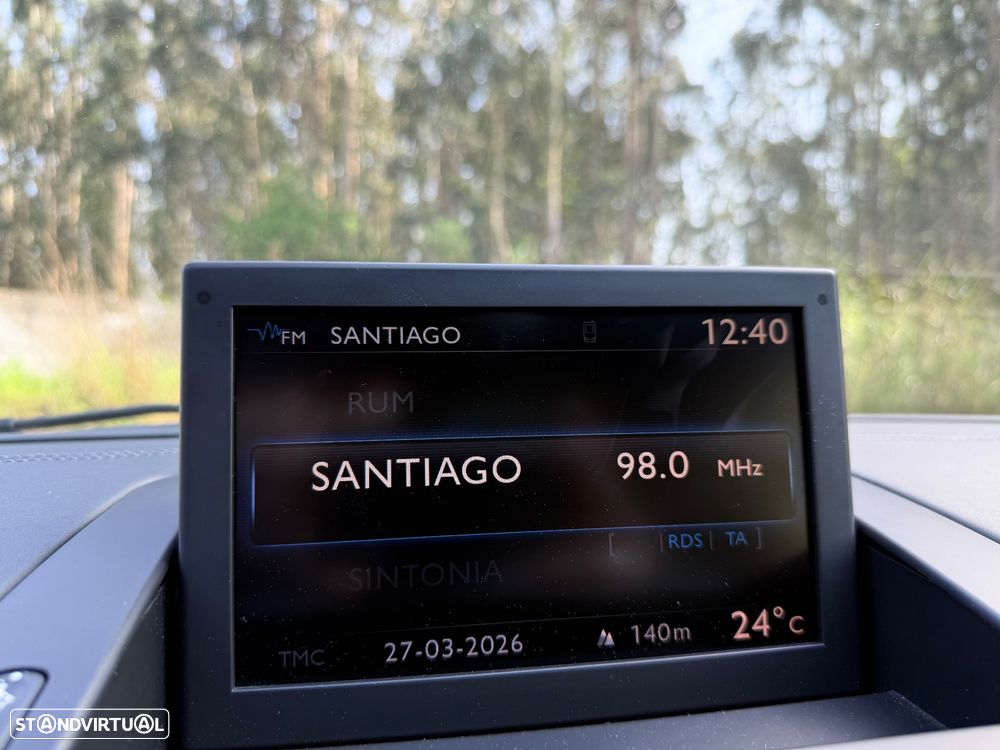 FM SANTIAGO 12:40
RUM
SANTIAGO 98.0 MHz
[ | RDS | TA ]
SINTONIA
TMC 27-03-2026 140m 24°C
STANDVIRTUAL